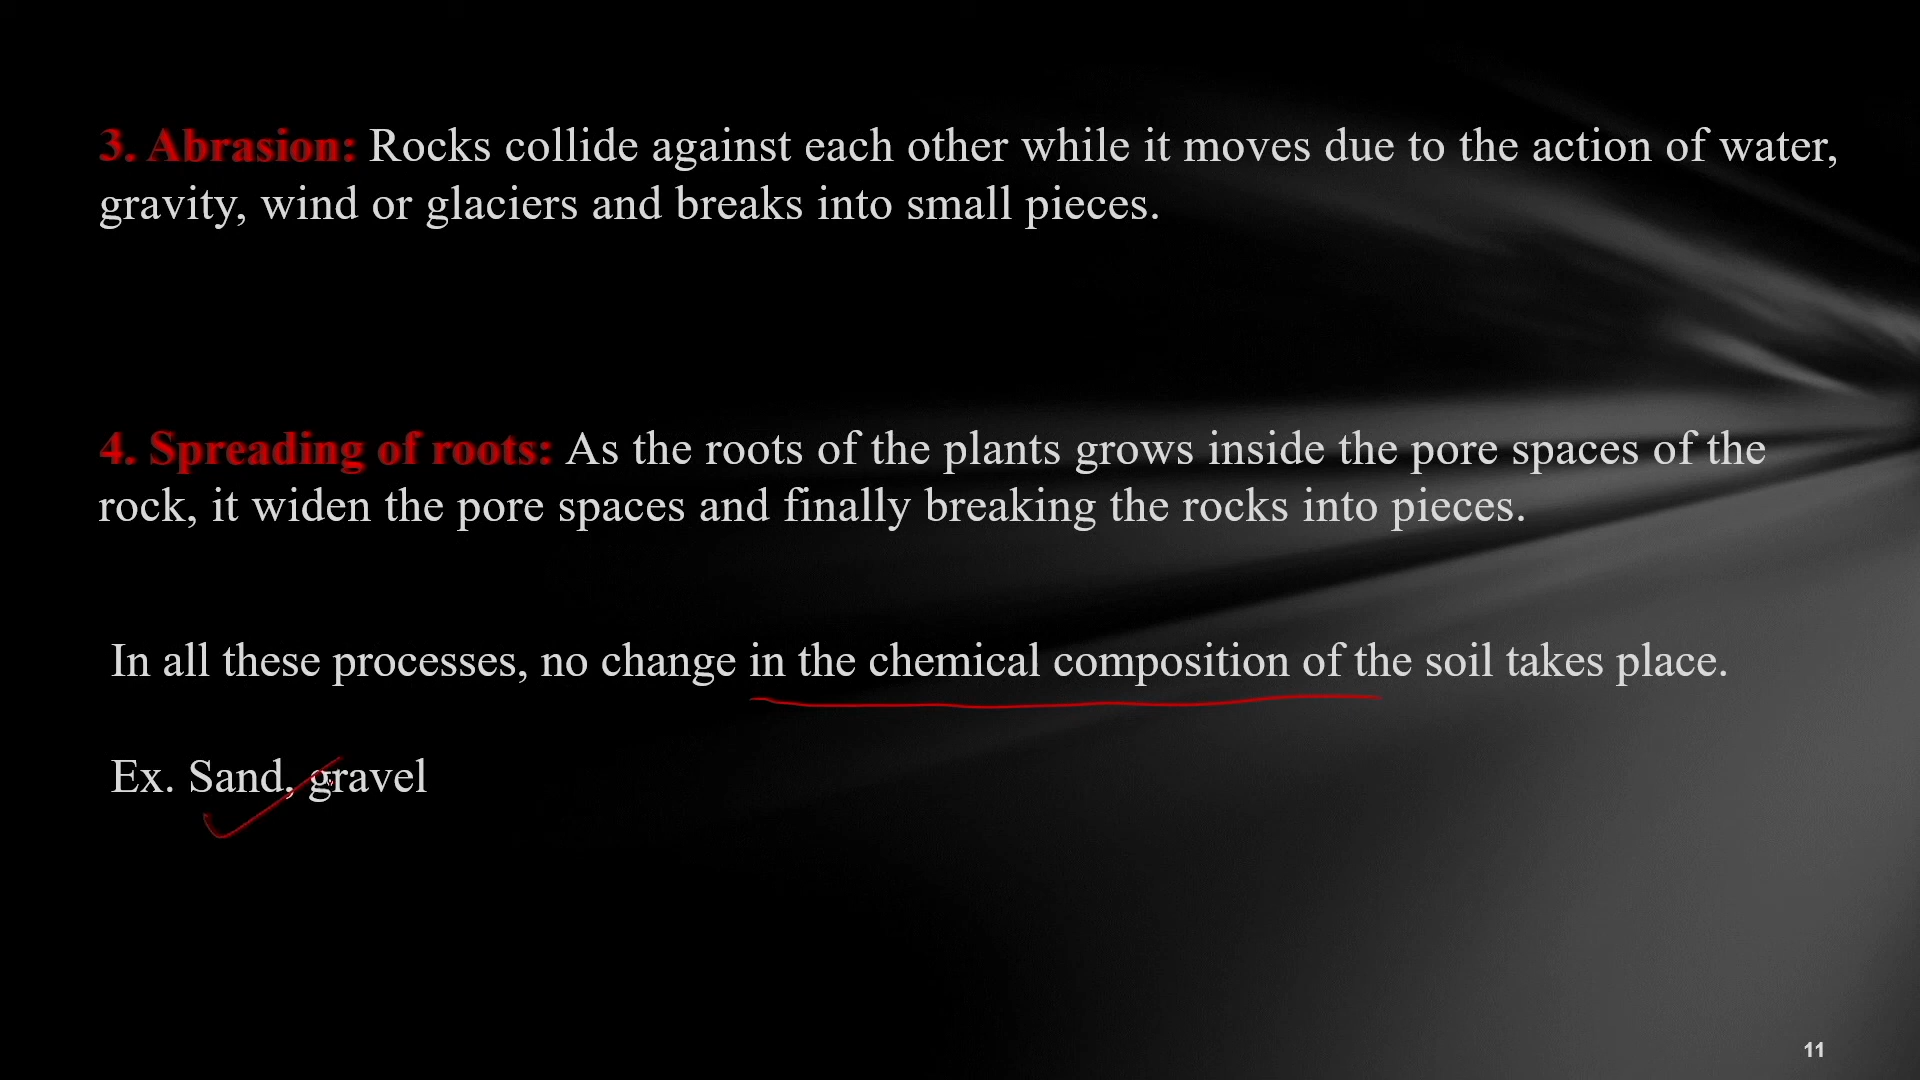 3. Abrasion: Rocks collide against each other while it moves due to the action of water,
gravity, wind or glaciers and breaks into small pieces.
4. Spreading of roots: As the roots of the plants grows inside the pore spaces of the
rock, it widen the pore spaces and finally breaking the rocks into pieces.
In all these processes, no change in the chemical composition of the soil takes place.
Ex. Sand, gravel
11